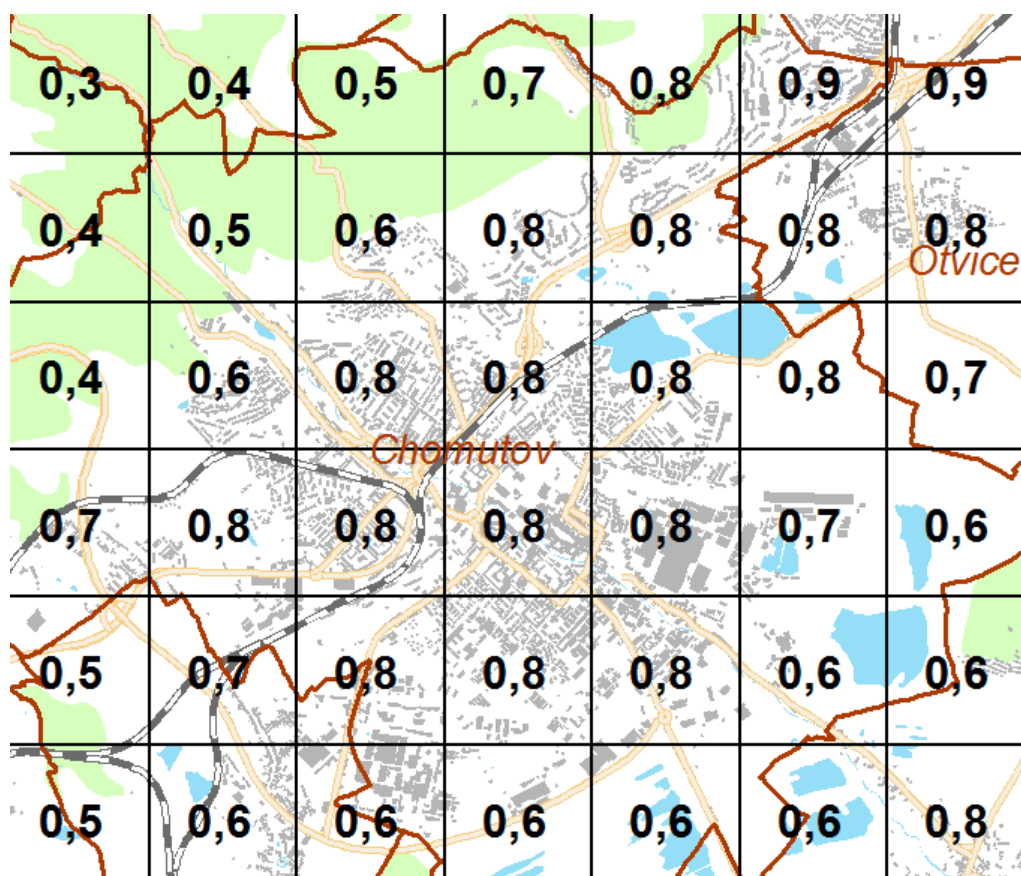 0,3 0,4 0,5 0,7 0,8 0,9 0,9
0,4 0,5 0,6 0,8 0,8 0,8 0,8
Otvice
0,4 0,6 0,8 0,8 0,8 0,8 0,7
Chomutov
0,7 0,8 0,8 0,8 0,8 0,7 0,6
0,5 0,7 0,8 0,8 0,8 0,6 0,6
0,5 0,6 0,6 0,6 0,6 0,6 0,8